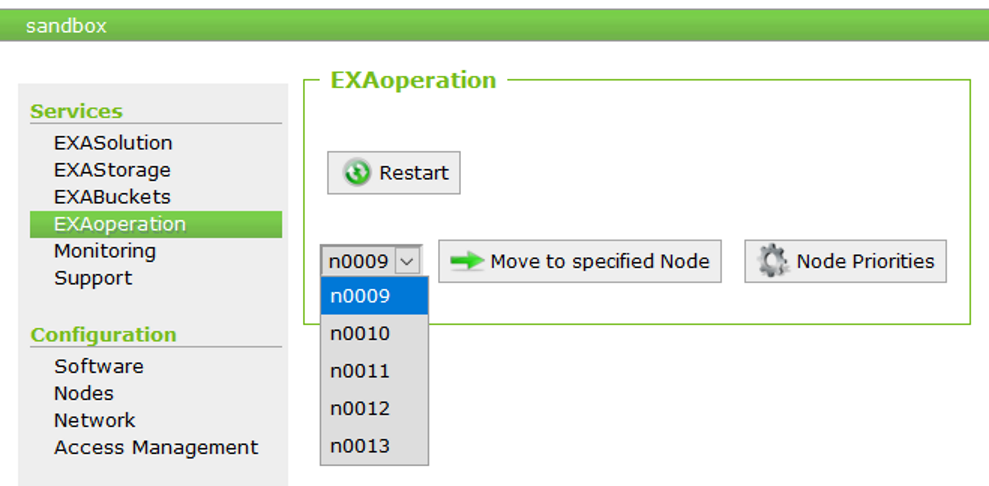 sandbox
Services
EXASolution
EXAStorage
EXABuckets
EXAoperation
Monitoring
Support
Configuration
Software
Nodes
Network
Access Management
EXAoperation
Restart
n0009 Move to specified Node Node Priorities
n0009
n0010
n0011
n0012
n0013